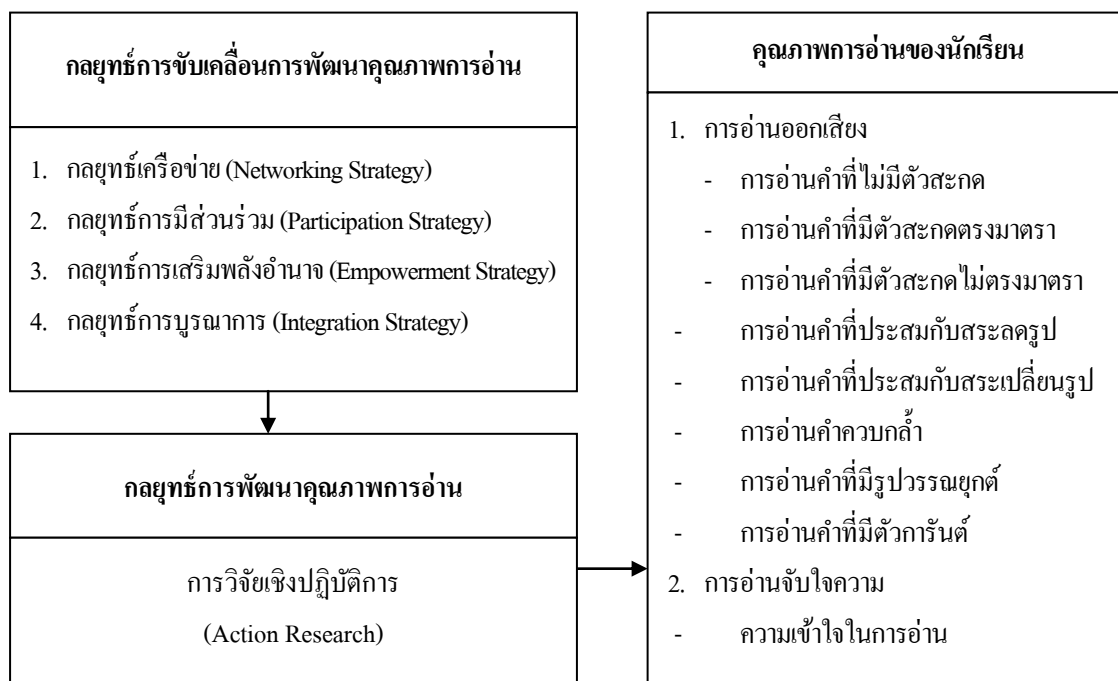 กลยุทธ์การขับเคลื่อนการพัฒนาคุณภาพการอ่าน
1. กลยุทธ์เครือข่าย (Networking Strategy)
2. กลยุทธ์การมีส่วนร่วม (Participation Strategy)
3. กลยุทธ์การเสริมพลังอำนาจ (Empowerment Strategy)
4. กลยุทธ์การบูรณาการ (Integration Strategy)
กลยุทธ์การพัฒนาคุณภาพการอ่าน
การวิจัยเชิงปฏิบัติการ
(Action Research)
คุณภาพการอ่านของนักเรียน
1. การอ่านออกเสียง
- การอ่านคำที่ไม่มีตัวสะกด
- การอ่านคำที่มีตัวสะกดตรงมาตรา
- การอ่านคำที่มีตัวสะกดไม่ตรงมาตรา
- การอ่านคำที่ประสมกับสระลดรูป
- การอ่านคำที่ประสมกับสระเปลี่ยนรูป
- การอ่านคำควบกล้ำ
- การอ่านคำที่มีรูปวรรณยุกต์
- การอ่านคำที่มีตัวการันต์
2. การอ่านจับใจความ
- ความเข้าใจในการอ่าน